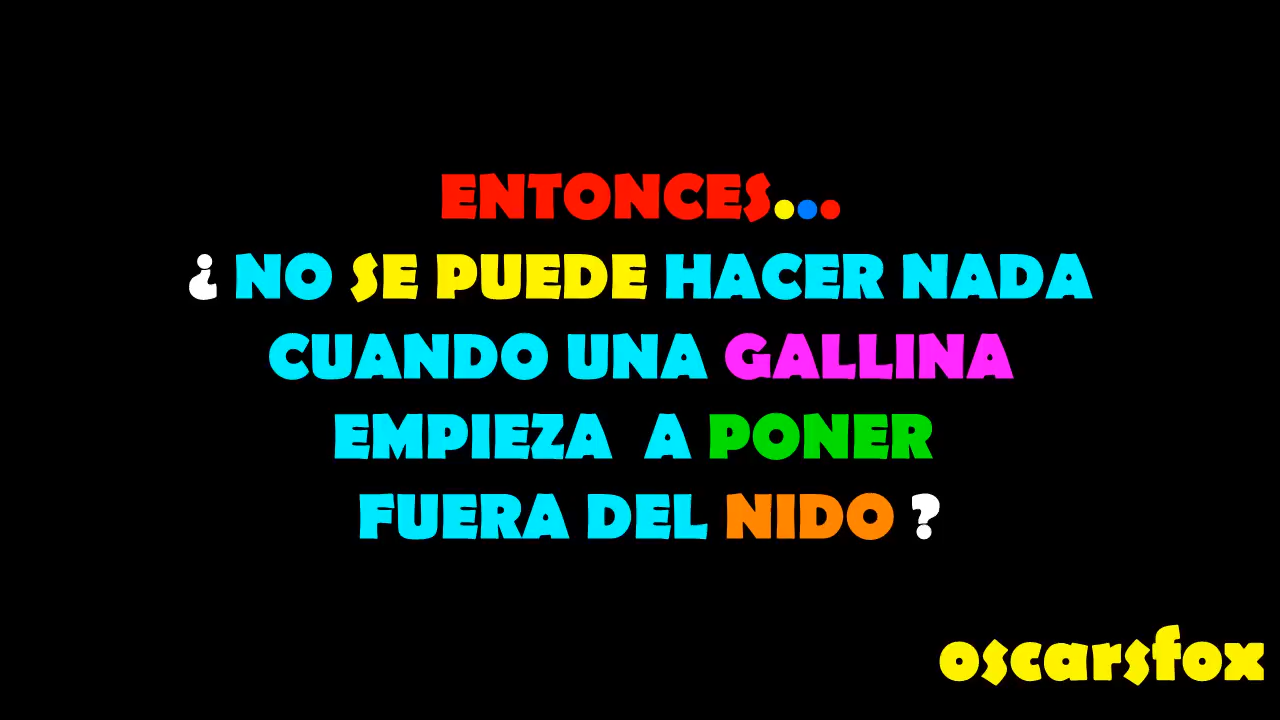 ENTONCES...
¿ NO SE PUEDE HACER NADA
CUANDO UNA GALLINA
EMPIEZA A PONER
FUERA DEL NIDO ?
oscarsfox